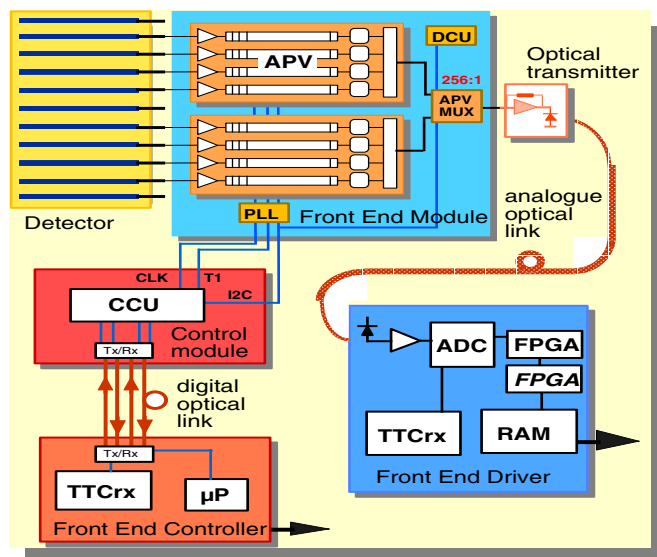 DCU
APV
256:1
APV
MUX
Optical
transmitter
PLL
Front End Module
Detector
analogue
optical
link
CLK
T1
I2C
CCU
Control
module
Tx/Rx
digital
optical
link
Tx/Rx
TTCrx
µP
Front End Controller
ADC
FPGA
FPGA
TTCrx
RAM
Front End Driver